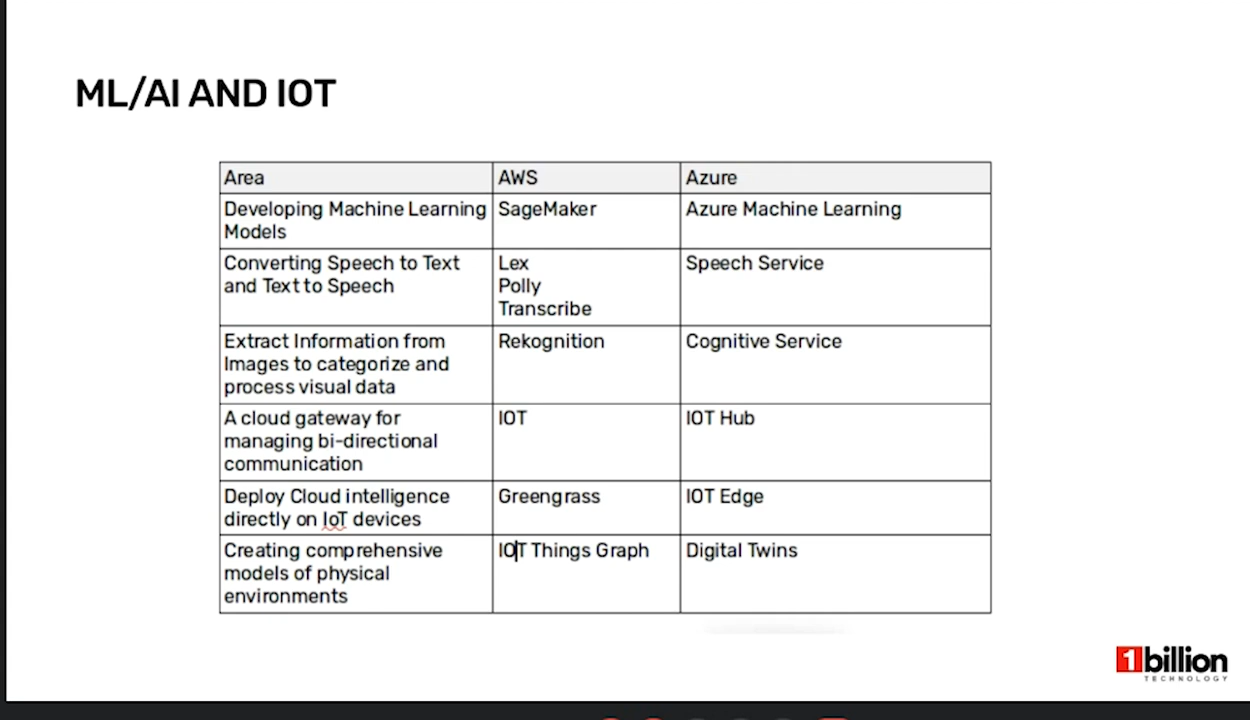 ML/AI AND IOT
Area AWS Azure
Developing Machine Learning SageMaker Azure Machine Learning
Models
Converting Speech to Text Lex Speech Service
and Text to Speech Polly
Transcribe
Extract Information from Rekognition Cognitive Service
Images to categorize and
process visual data
A cloud gateway for IOT IOT Hub
managing bi-directional
communication
Deploy Cloud intelligence Greengrass IOT Edge
directly on IoT devices
Creating comprehensive IOT Things Graph Digital Twins
models of physical
environments
1billion
TECHNOLOGY